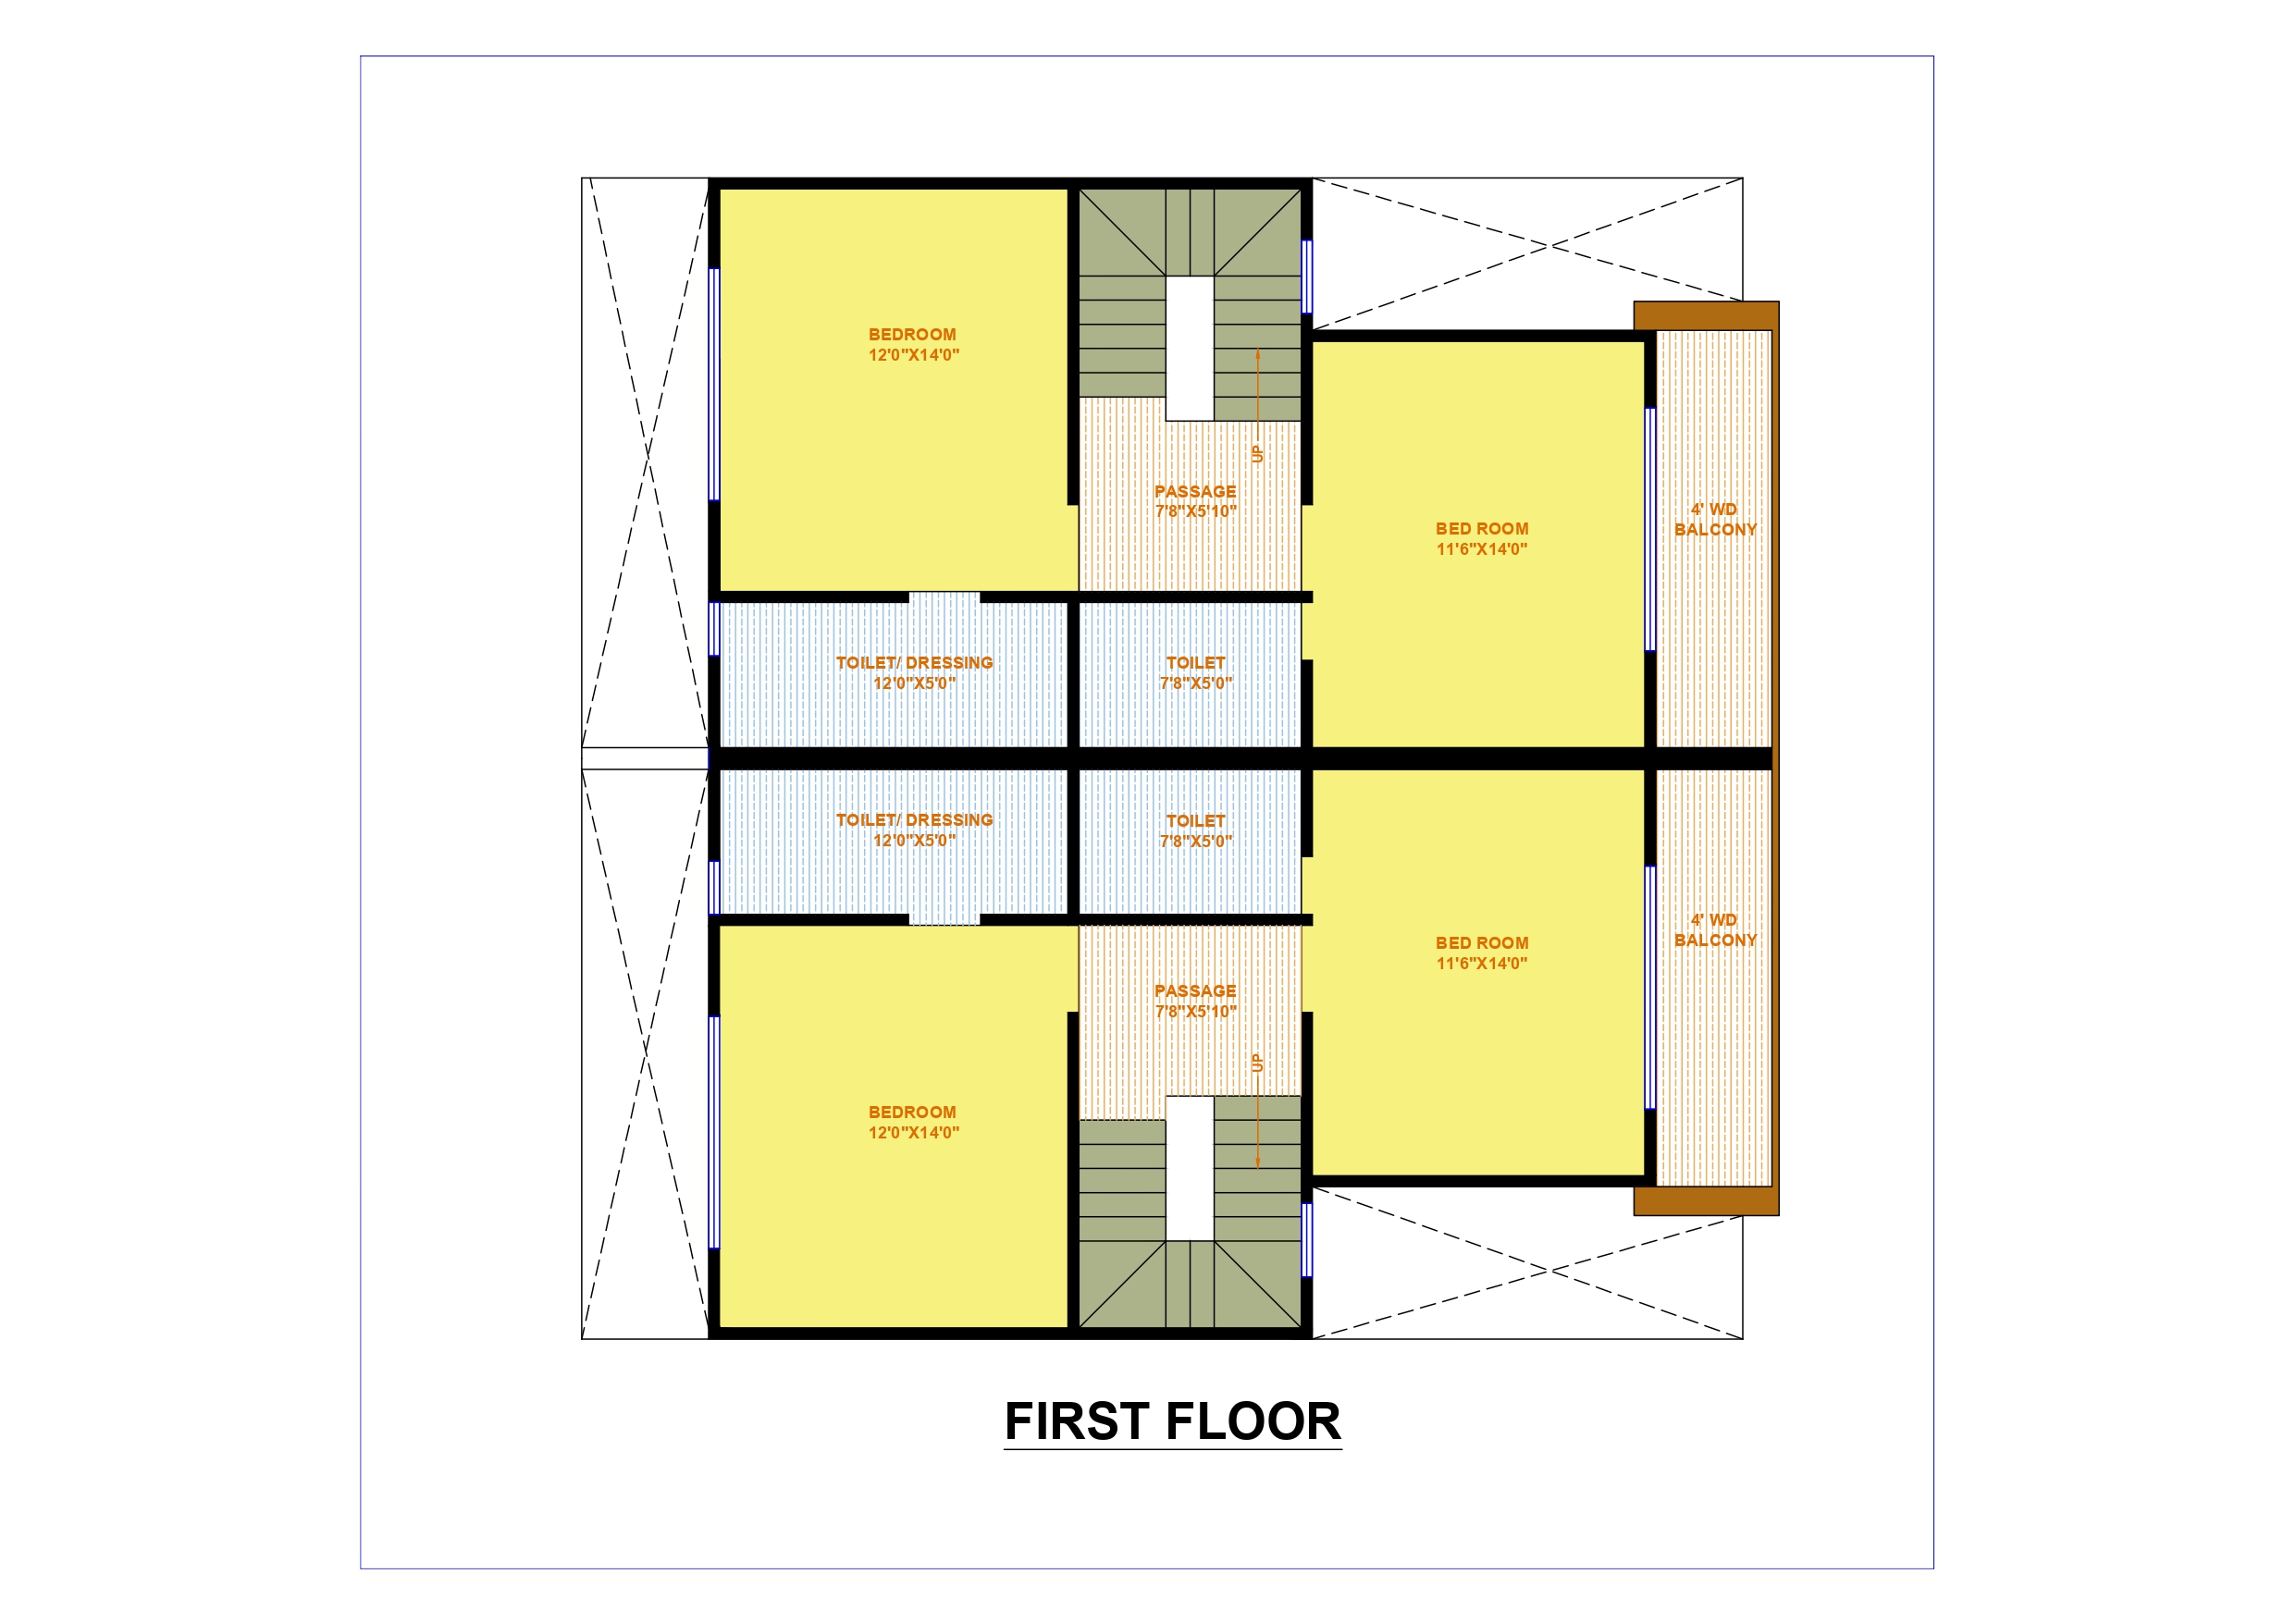 BEDROOM
12'0"X14'0"
UP
PASSAGE
7'8"X5'10"
4' WD
BALCONY
BED ROOM
11'6"X14'0"
TOILET/ DRESSING
12'0"X5'0"
TOILET
7'8"X5'0"
TOILET/ DRESSING
12'0"X5'0"
TOILET
7'8"X5'0"
4' WD
BALCONY
BED ROOM
11'6"X14'0"
PASSAGE
7'8"X5'10"
UP
BEDROOM
12'0"X14'0"
FIRST FLOOR